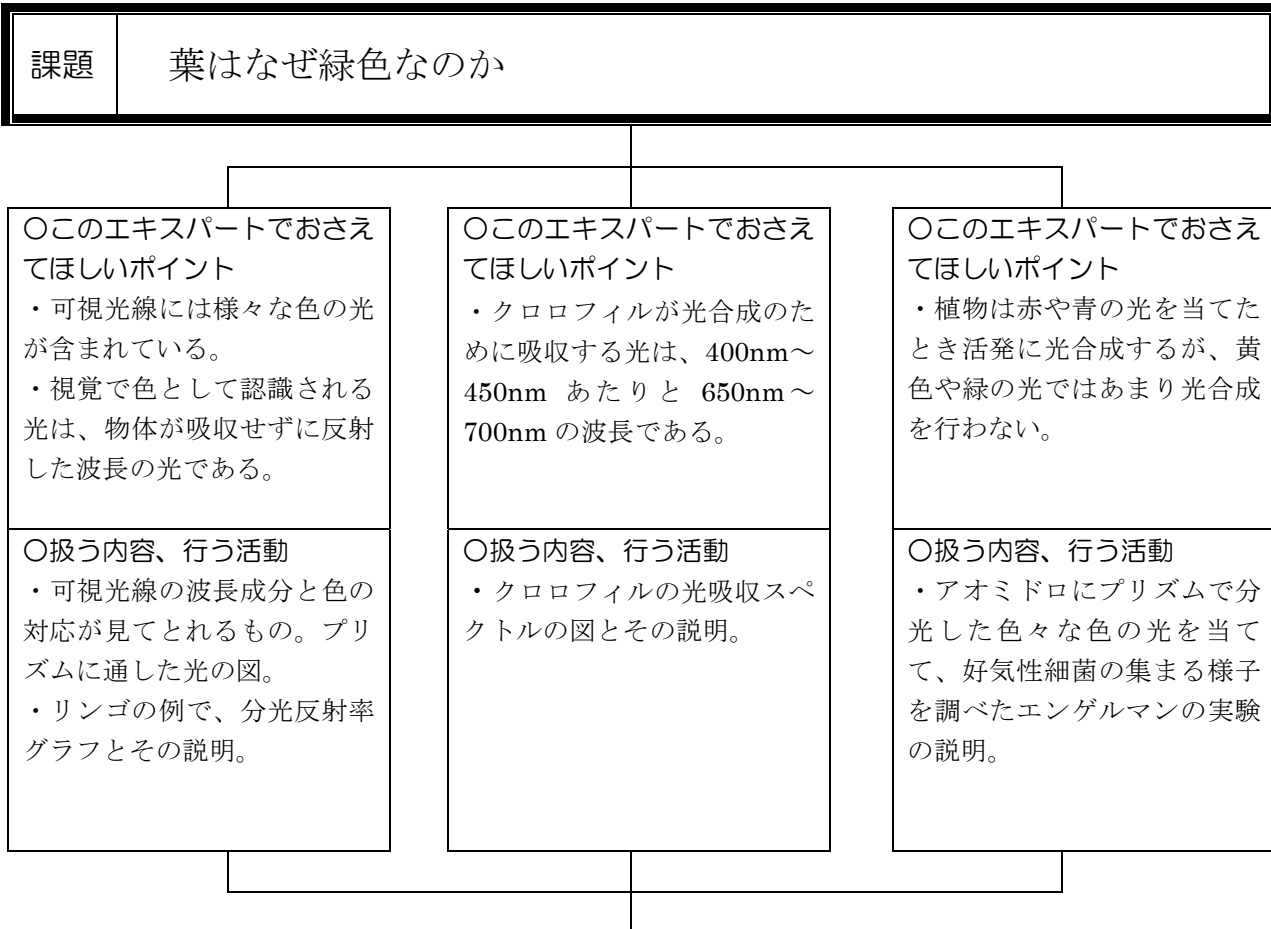 課題
葉はなぜ緑色なのか
〇このエキスパートでおさえ
てほしいポイント
・可視光線には様々な色の光
が含まれている。
・視覚で色として認識される
光は、物体が吸収せずに反射
した波長の光である。
〇扱う内容、行う活動
・可視光線の波長成分と色の
対応が見てとれるもの。プリ
ズムに通した光の図。
・リンゴの例で、分光反射率
グラフとその説明。
〇このエキスパートでおさえ
てほしいポイント
・クロロフィルが光合成のた
めに吸収する光は、400nm～
450nm あたりと 650nm～
700nm の波長である。
〇扱う内容、行う活動
・クロロフィルの光吸収スペ
クトルの図とその説明。
〇このエキスパートでおさえ
てほしいポイント
・植物は赤や青の光を当てた
とき活発に光合成するが、黄
色や緑の光ではあまり光合成
を行わない。
〇扱う内容、行う活動
・アオミドロにプリズムで分
光した色々な色の光を当て
て、好気性細菌の集まる様子
を調べたエンゲルマンの実験
の説明。